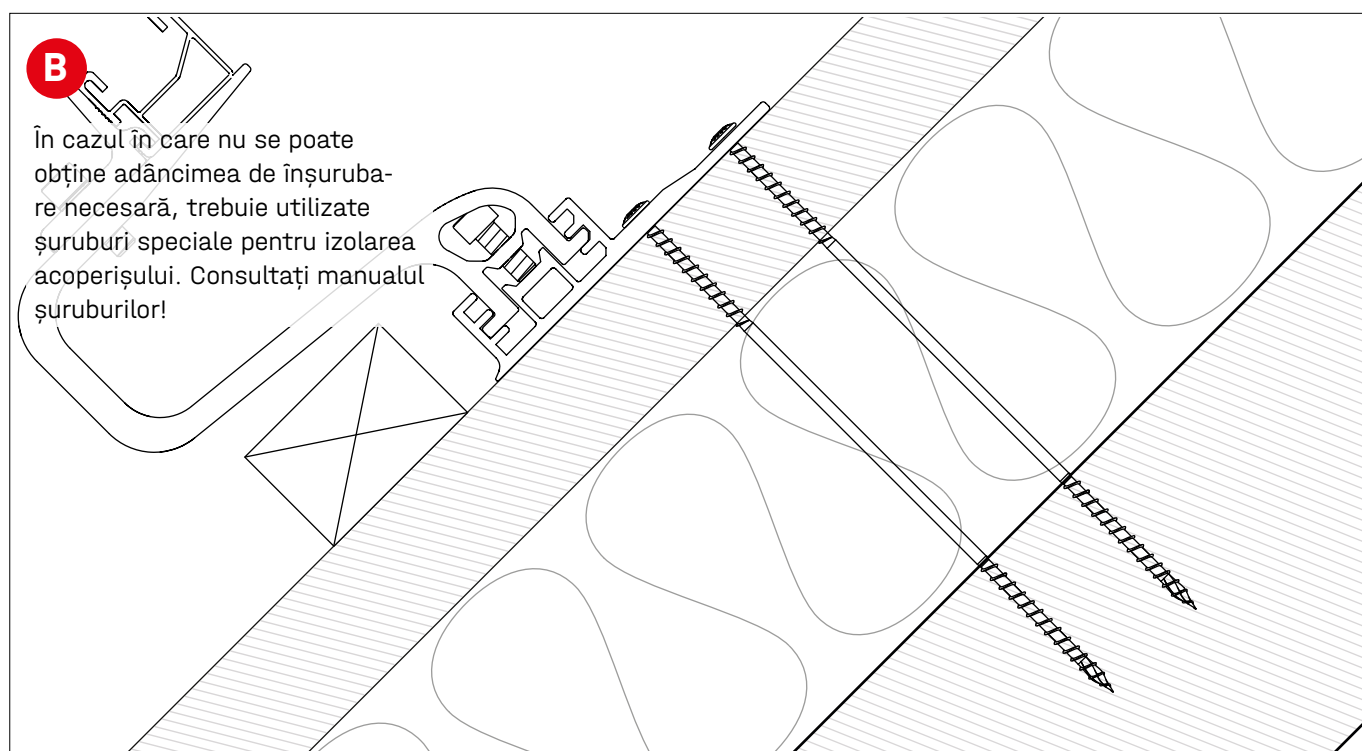 B
În cazul în care nu se poate
obține adâncimea de înșuruba-
re necesară, trebuie utilizate
șuruburi speciale pentru izolarea
acoperișului. Consultați manualul
șuruburilor!